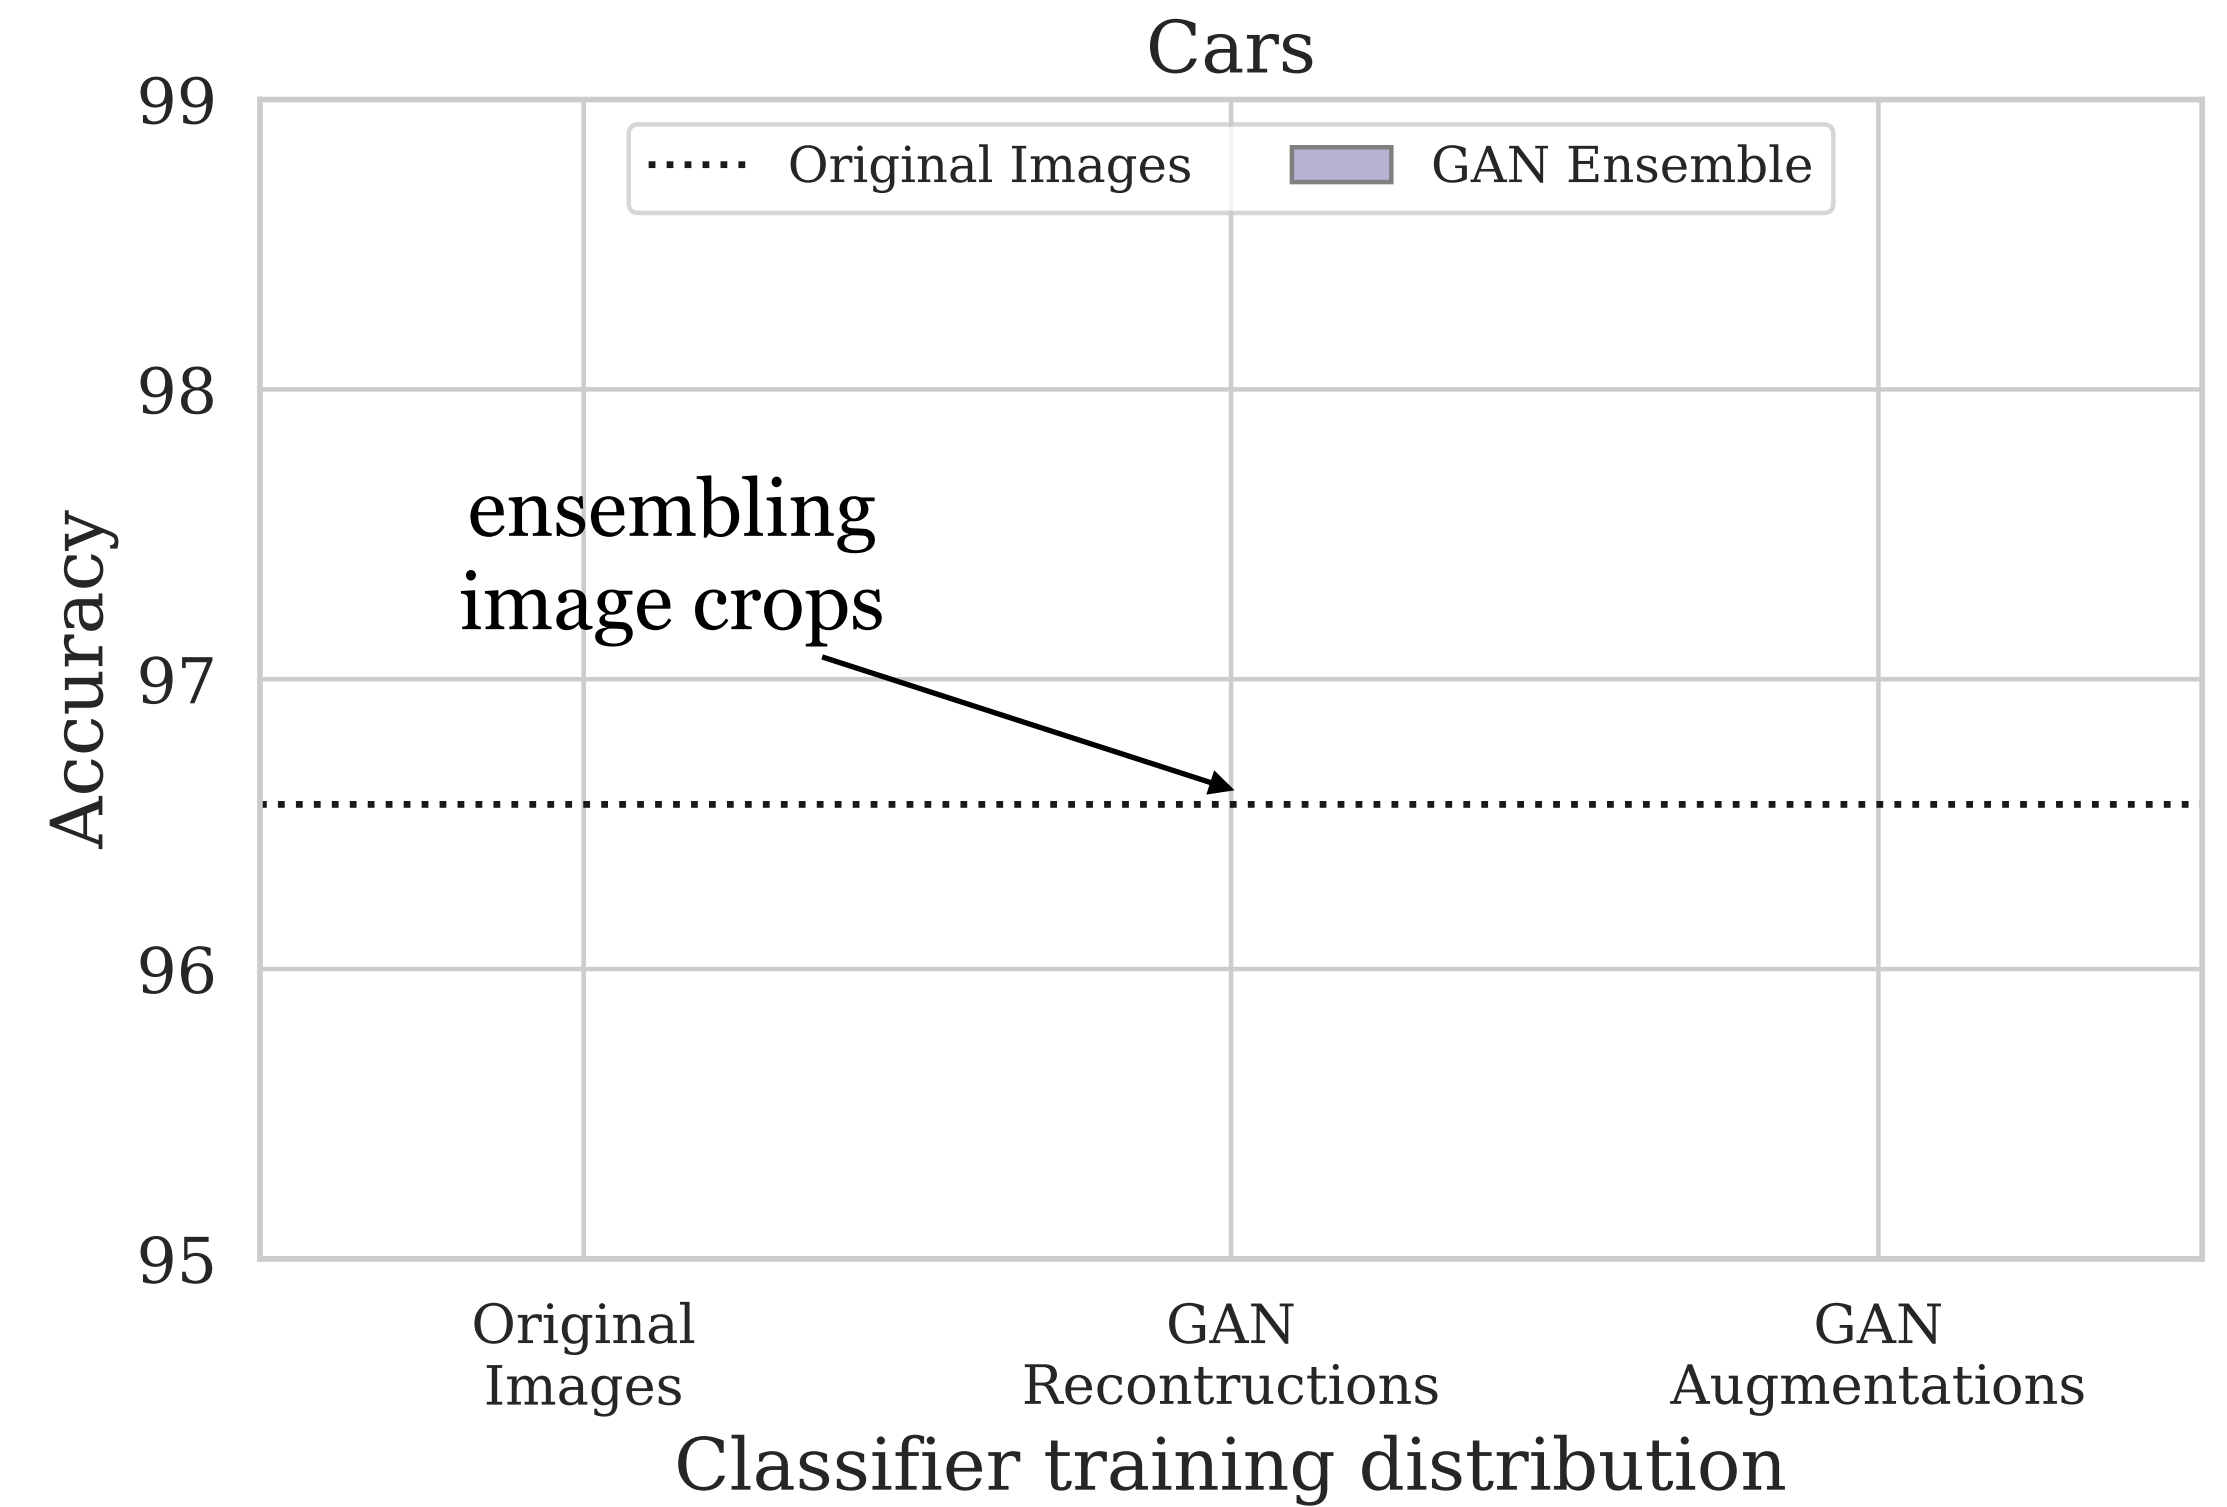 Cars
99
Original Images
GAN Ensemble
98
ensembling
image crops
97
Accuracy
96
95
Original
Images
GAN
Recontructions
GAN
Augmentations
Classifier training distribution